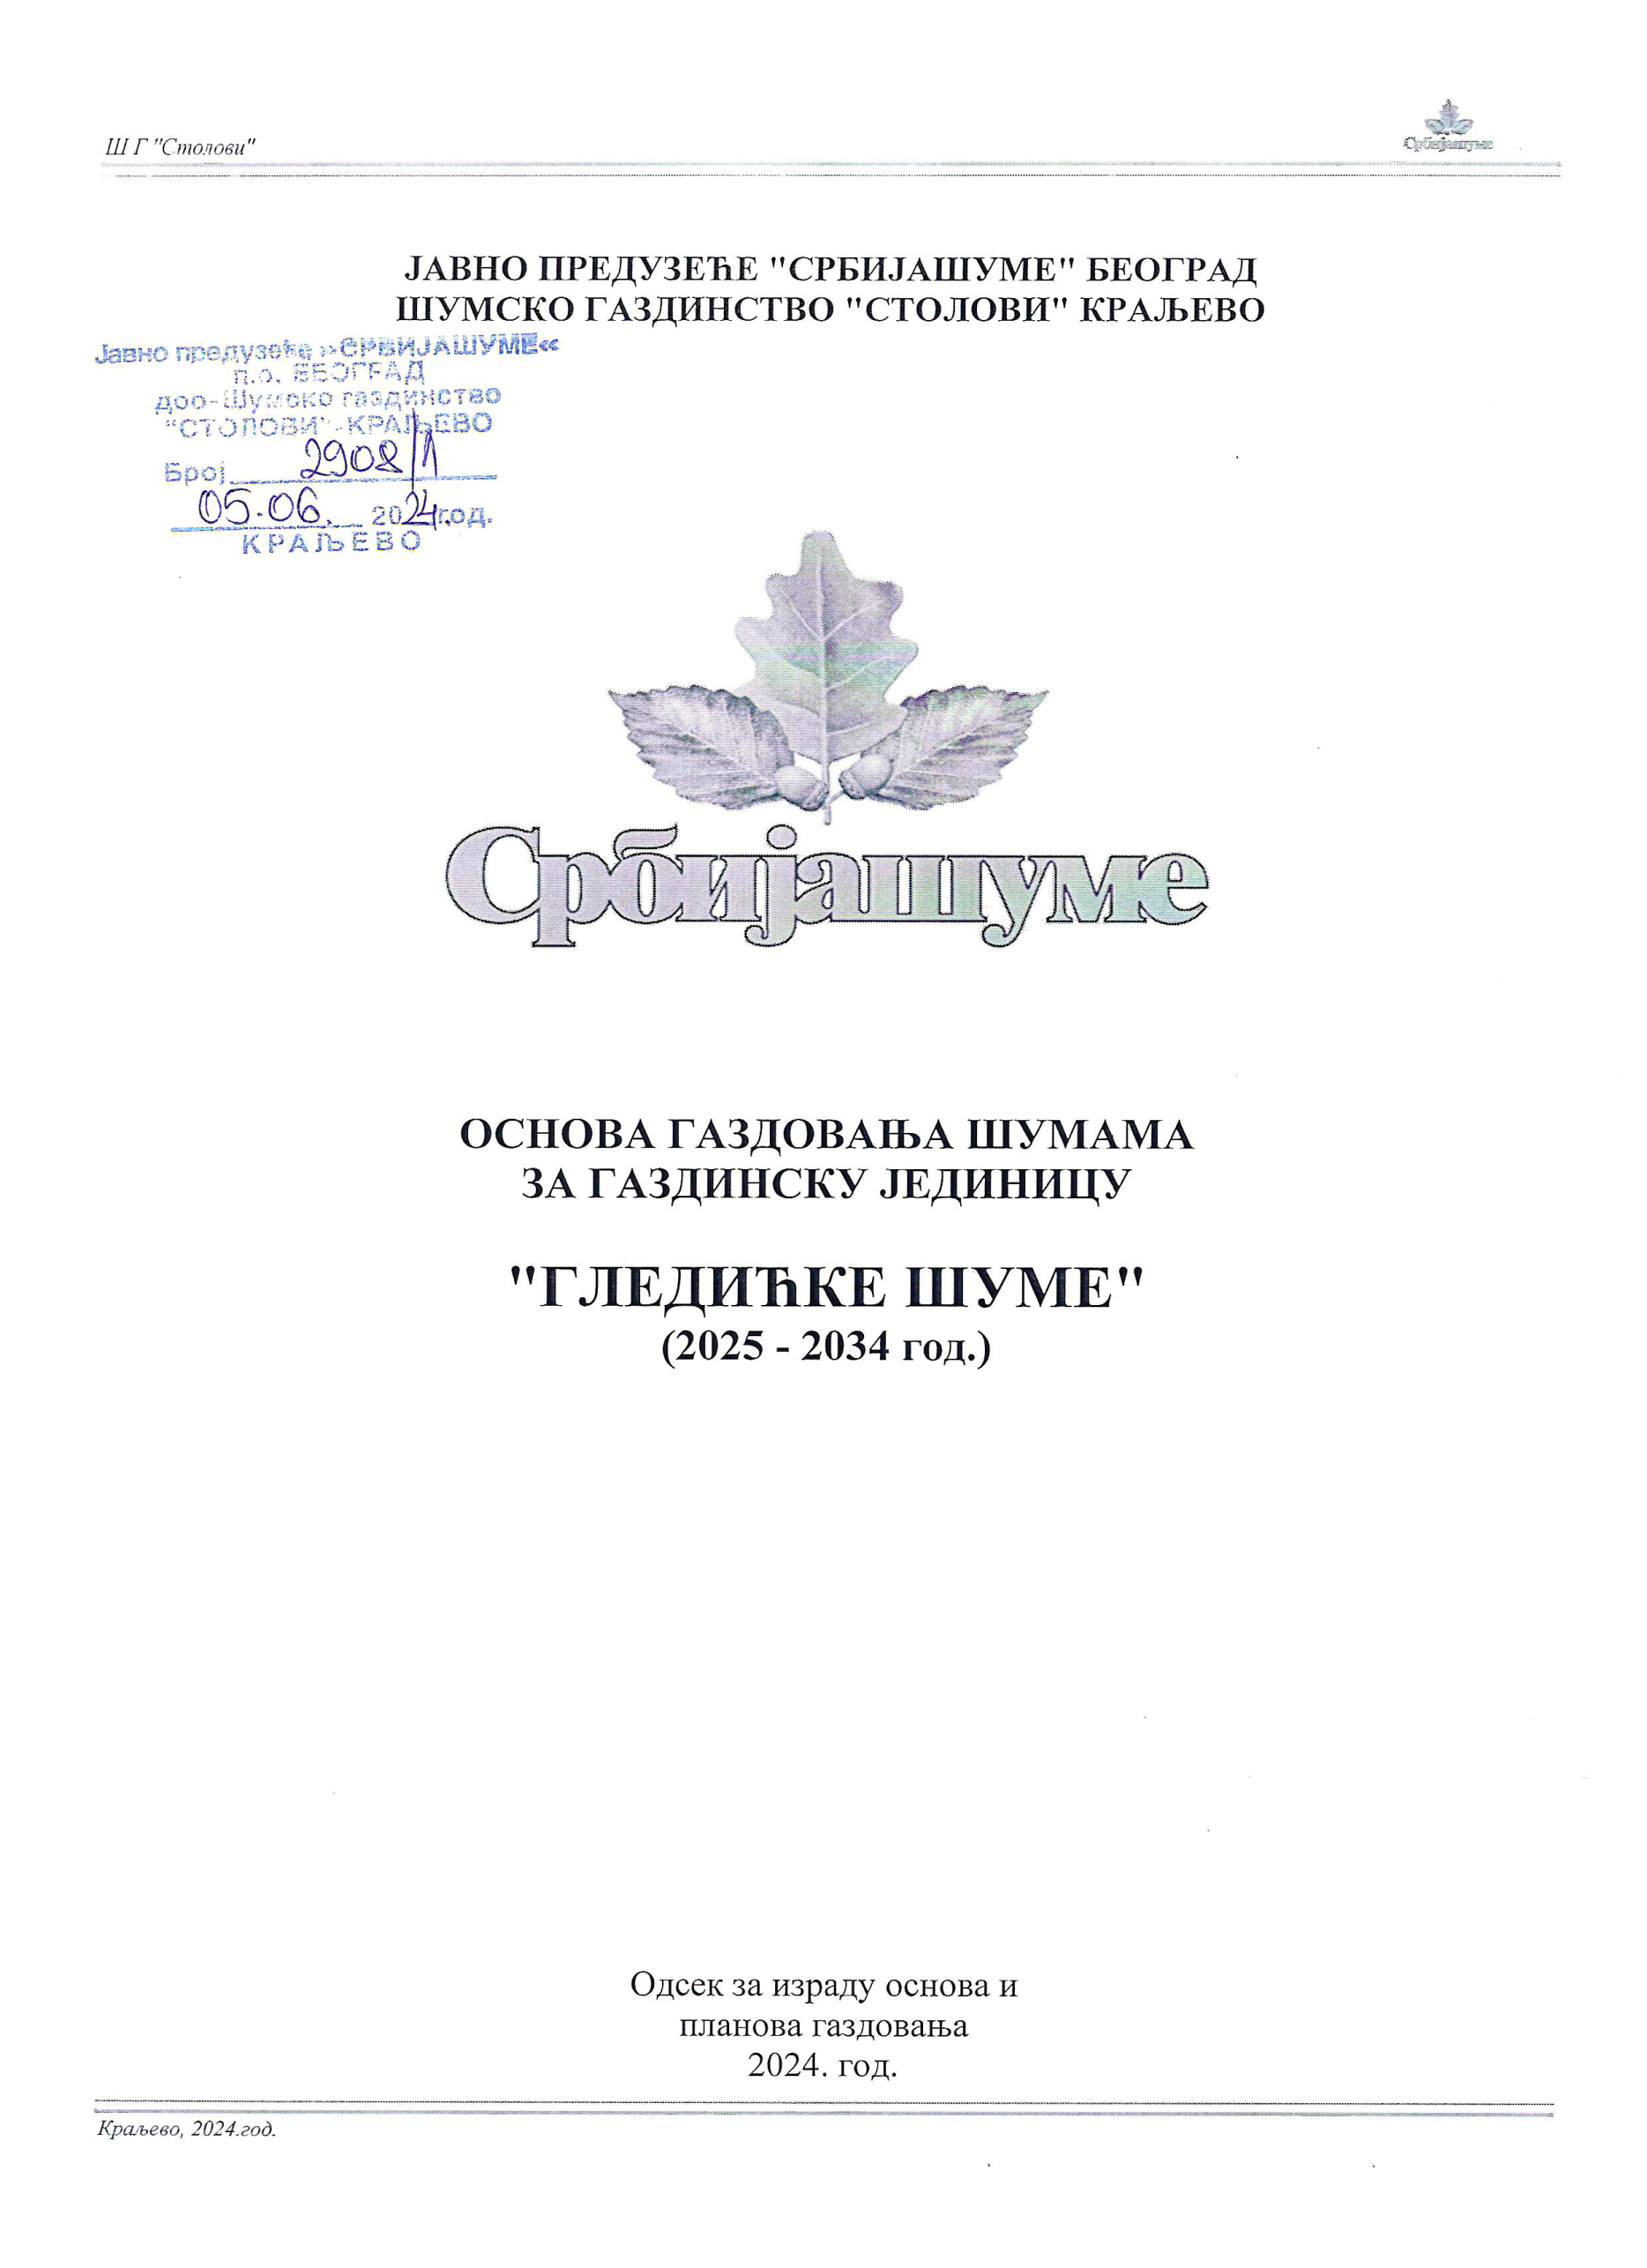 Ш Г "Столови"
Србијашуме
ЈАВНО ПРЕДУЗЕЋЕ "СРБИЈАШУМЕ" БЕОГРАД
ШУМСКО ГАЗДИНСТВО "СТОЛОВИ" КРАЉЕВО
Јавно предузеће »СРБИЈАШУМЕ«
п.о. БЕОГРАД
доо-Шумско газдинство
"СТОЛОВИ"-КРАЉЕВО
Број 2908/1
05.06. 2024 год.
КРАЉЕВО
Србијашуме
ОСНОВА ГАЗДОВАЊА ШУМАМА
ЗА ГАЗДИНСКУ ЈЕДИНИЦУ
"ГЛЕДИЋКЕ ШУМЕ"
(2025 - 2034 год.)
Одсек за израду основа и
планова газдовања
2024. год.
Краљево, 2024.год.